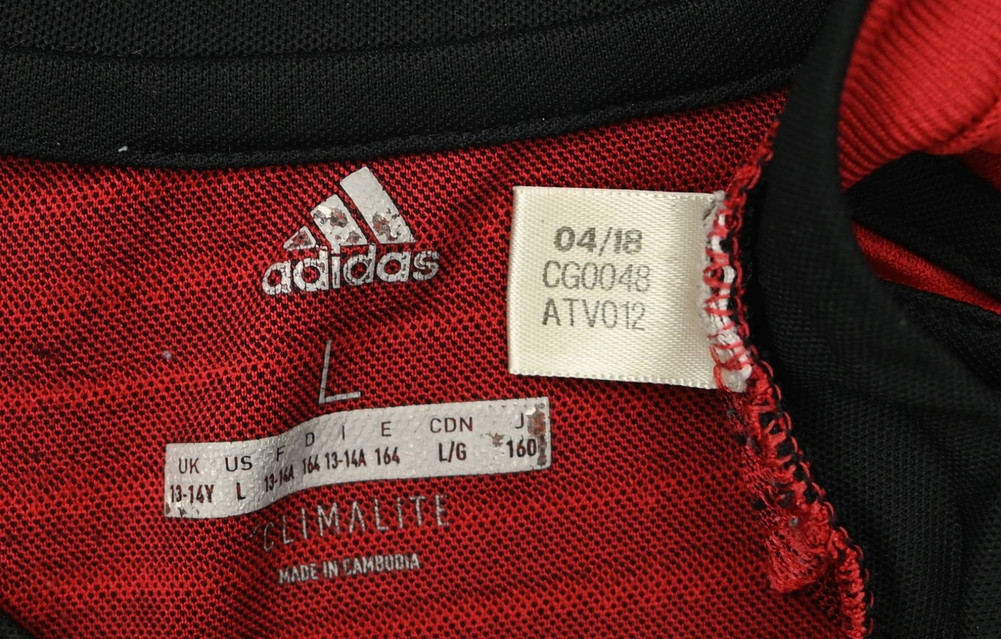 adidas
04/18
CG0048
ATV012
L
UK US F D I E CDN J
13-14Y L 13-14A 164 13-14A 164 L/G 160
CLIMALITE
MADE IN CAMBODIA